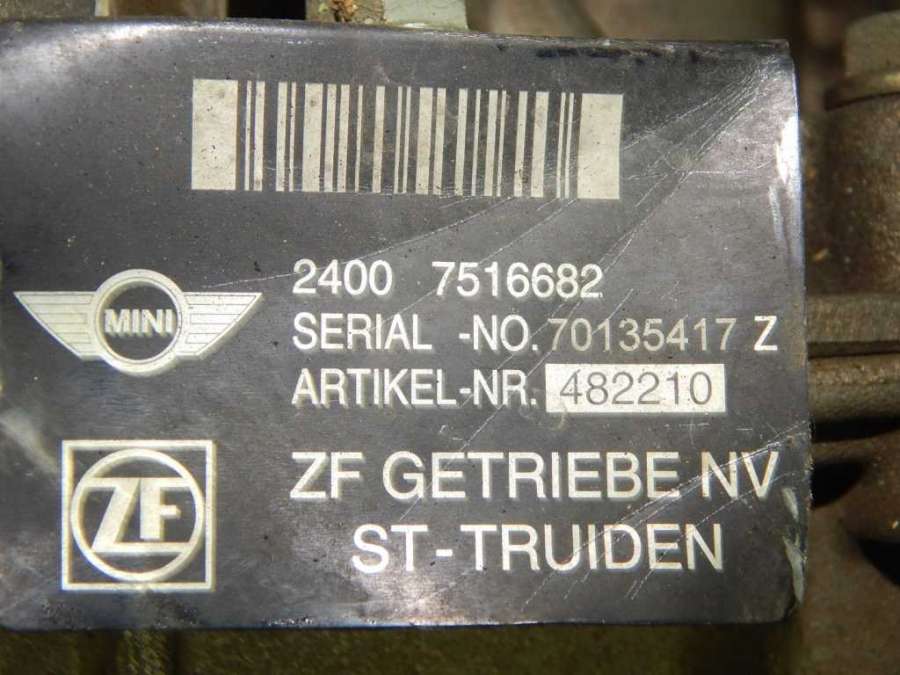 2400 7516682
MINI
SERIAL -NO. 70135417 Z
ARTIKEL-NR. 482210
ZF
ZF GETRIEBE NV
ST-TRUIDEN